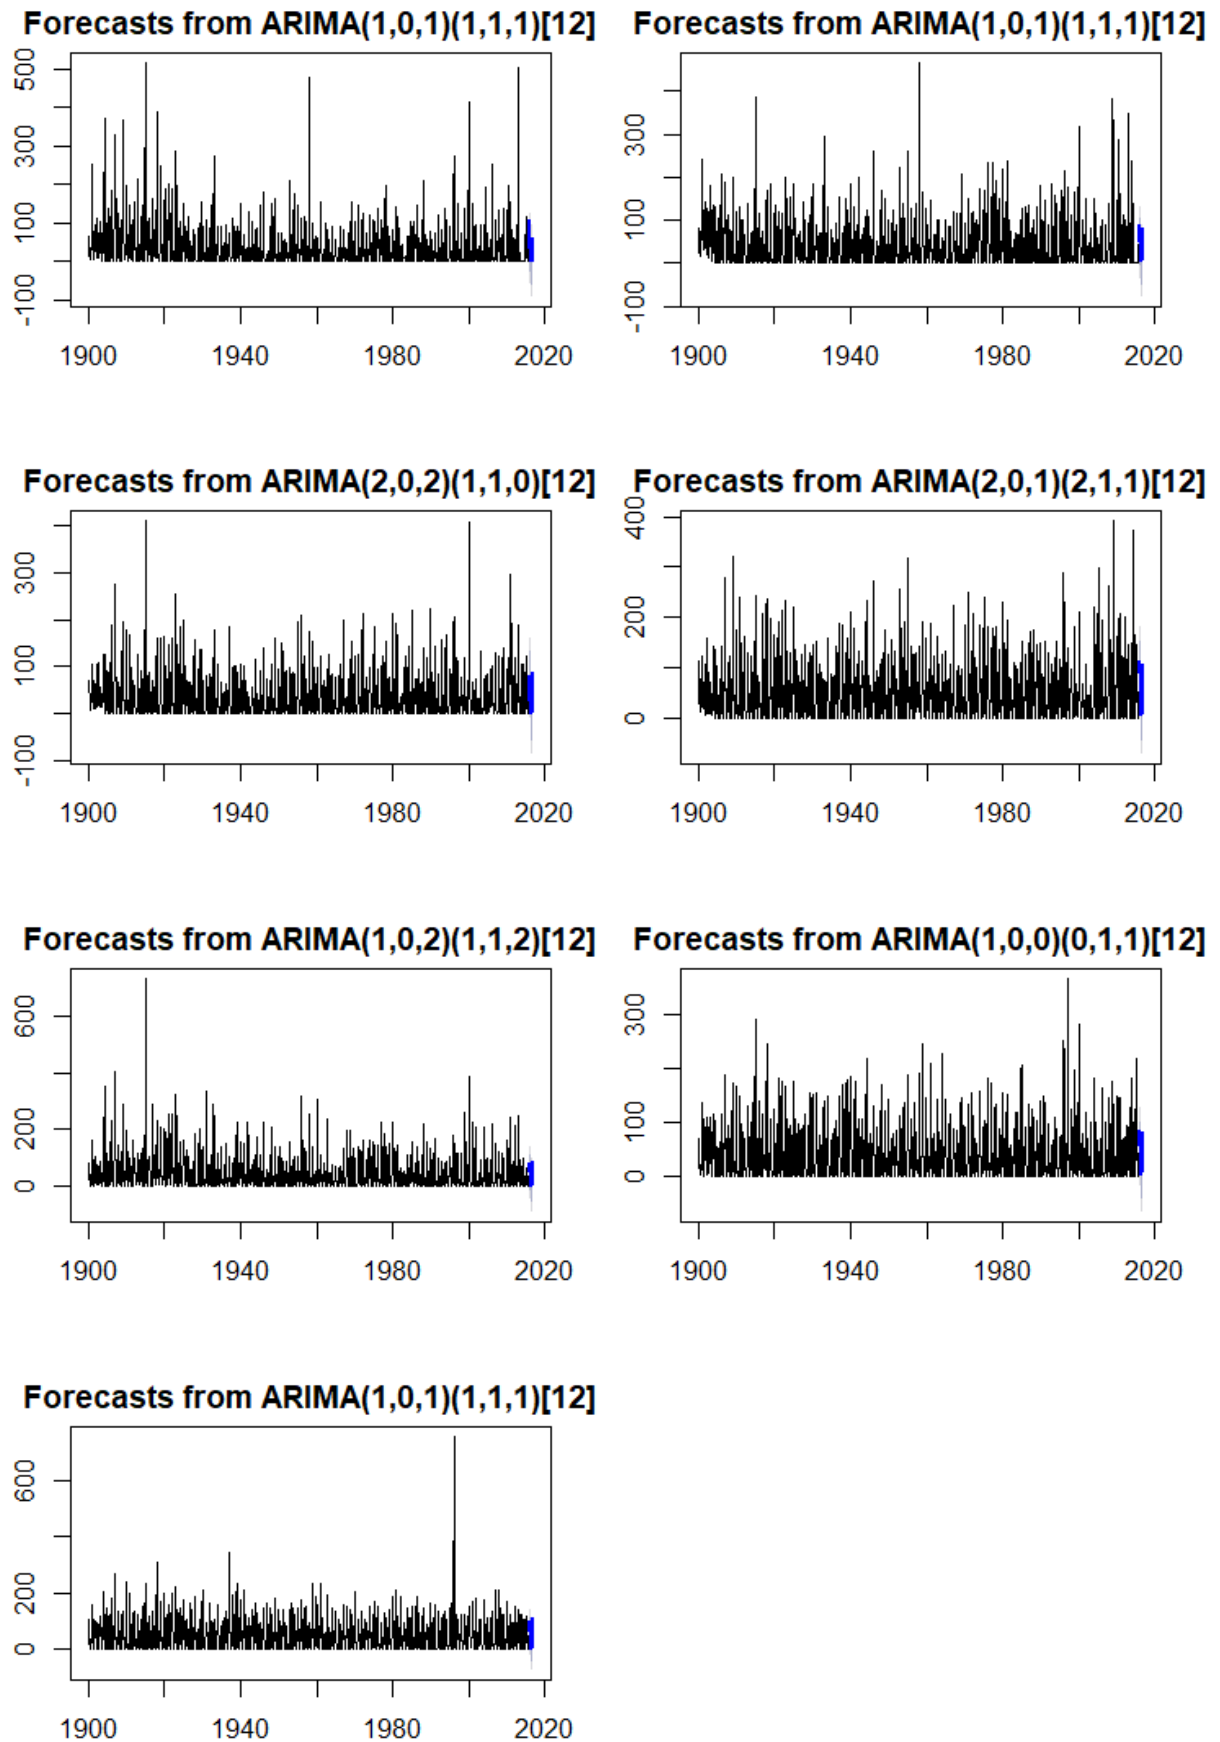 Forecasts from ARIMA(1,0,1)(1,1,1)[12]
500
300
100
-100
1900 1940 1980 2020
Forecasts from ARIMA(1,0,1)(1,1,1)[12]
300
100
-100
1900 1940 1980 2020
Forecasts from ARIMA(2,0,2)(1,1,0)[12]
300
100
-100
1900 1940 1980 2020
Forecasts from ARIMA(2,0,1)(2,1,1)[12]
400
200
0
1900 1940 1980 2020
Forecasts from ARIMA(1,0,2)(1,1,2)[12]
600
200
0
1900 1940 1980 2020
Forecasts from ARIMA(1,0,0)(0,1,1)[12]
300
100
0
1900 1940 1980 2020
Forecasts from ARIMA(1,0,1)(1,1,1)[12]
600
200
0
1900 1940 1980 2020